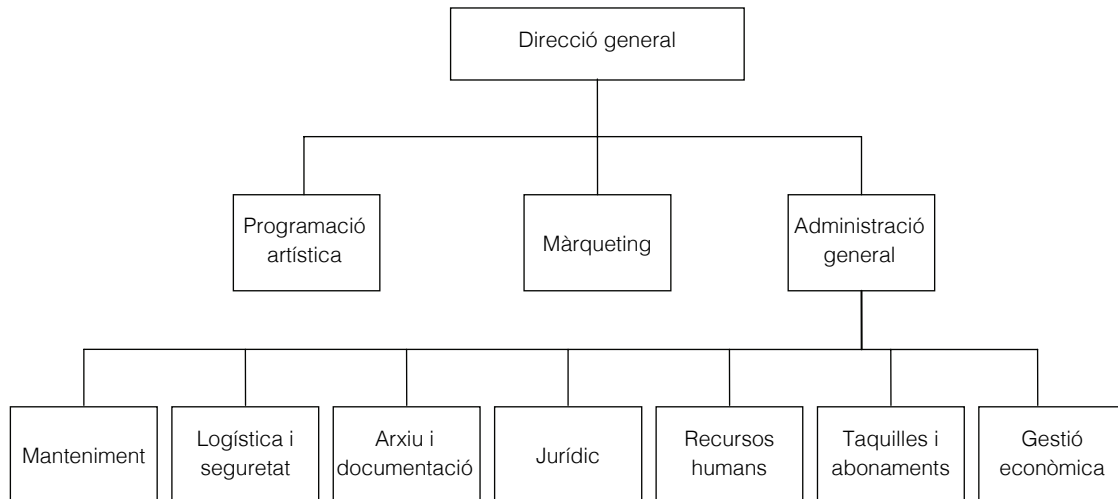 Direcció general
Programació
artística
Màrqueting
Administració
general
Manteniment
Logística i
seguretat
Arxiu i
documentació
Jurídic
Recursos
humans
Taquilles i
abonaments
Gestió
econòmica